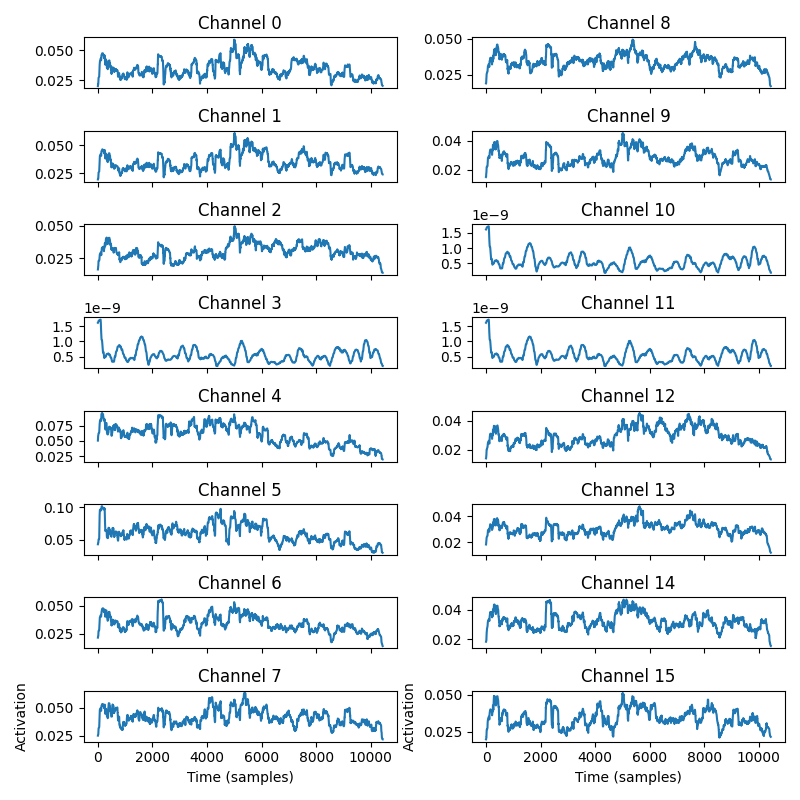 Channel 0
0.050
0.025
Channel 1
0.050
0.025
Channel 2
0.050
0.025
Channel 3
1e−9
1.5
1.0
0.5
Channel 4
0.075
0.050
0.025
Channel 5
0.10
0.05
Channel 6
0.050
0.025
Channel 7
0.050
0.025
Activation
0 2000 4000 6000 8000 10000
Time (samples)
Channel 8
0.050
0.025
Channel 9
0.04
0.02
Channel 10
1e−9
1.5
1.0
0.5
Channel 11
1e−9
1.5
1.0
0.5
Channel 12
0.04
0.02
Channel 13
0.04
0.02
Channel 14
0.04
0.02
Channel 15
0.050
0.025
Activation
0 2000 4000 6000 8000 10000
Time (samples)